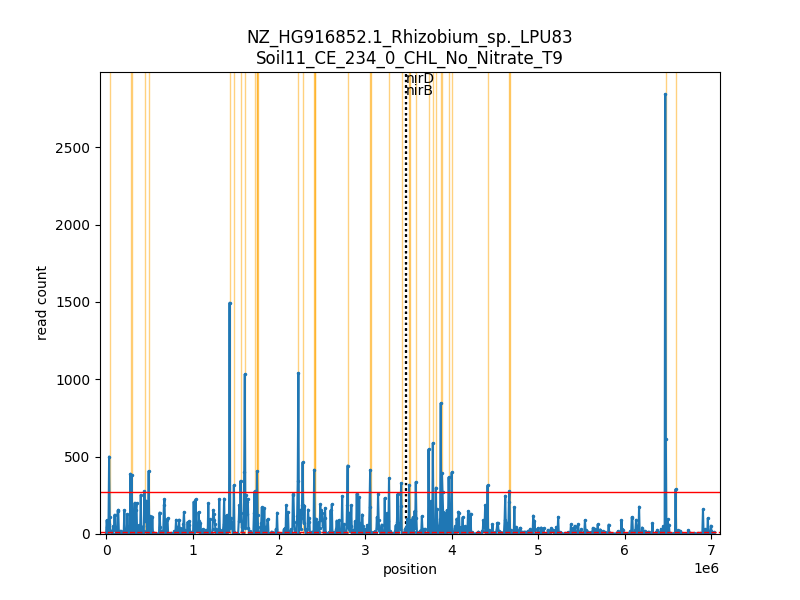 NZ_HG916852.1_Rhizobium_sp._LPU83
Soil11_CE_234_0_CHL_No_Nitrate_T9
nirD
nirB
2500
2000
1500
1000
500
0
read count
0 1 2 3 4 5 6 7
1e6
position